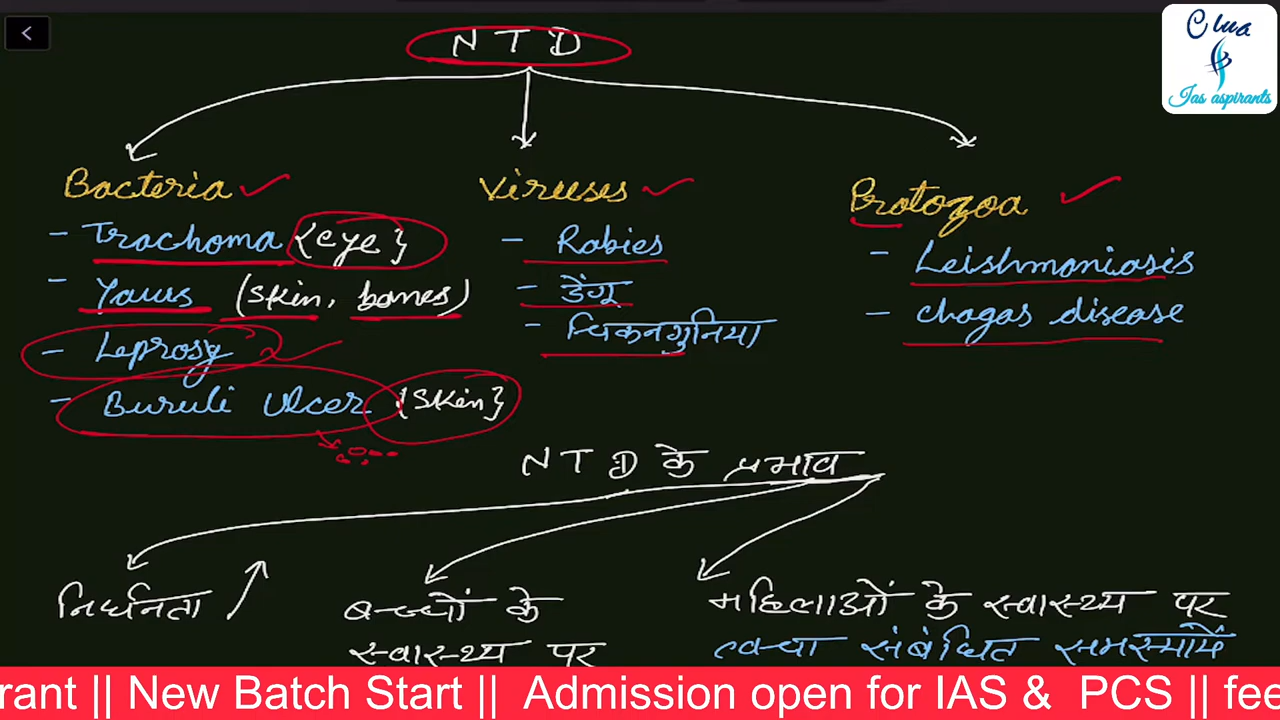 NTD
Clua
Ias aspirants
Bacteria
- Trachoma {eye}
- Yaws (skin, bones)
- Leprosy
- Buruli Ulcer {skin}
Viruses
- Rabies
- डेंगू
- चिकनगुनिया
Protozoa
- Leishmaniasis
- chagas disease
NTD के प्रभाव
निर्धनता
बच्चों के
स्वास्थ्य पर
महिलाओं के स्वास्थ्य पर
त्वचा संबंधित समस्यायें
rant || New Batch Start || Admission open for IAS & PCS || fee